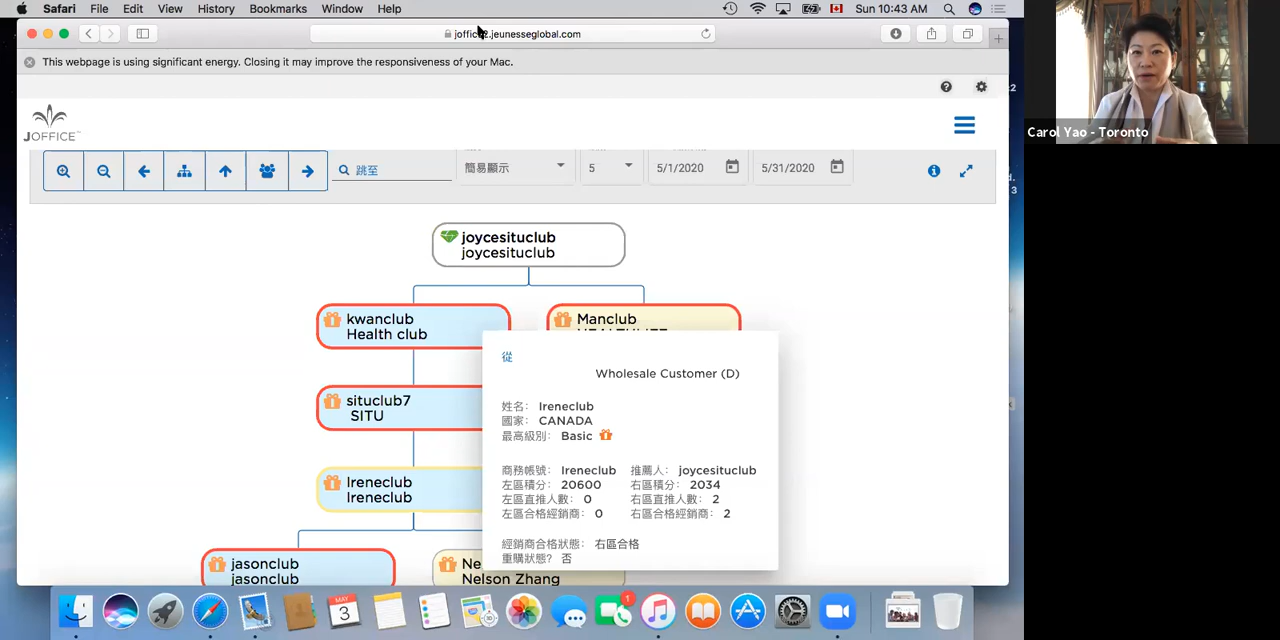 Safari File Edit View History Bookmarks Window Help
Sun 10:43 AM
jeunesseglobal.com
This webpage is using significant energy. Closing it may improve the responsiveness of your Mac.
Carol Yao - Toronto
JOFFICE
跳至
簡易顯示
5
5/1/2020
5/31/2020
joycesituclub
joycesituclub
kwanclub
Health club
Manclub
situclub7
SITU
Ireneclub
Ireneclub
jasonclub
jasonclub
Ne
Nelson Zhang
從
Wholesale Customer (D)
姓名: Ireneclub
國家: CANADA
最高級別: Basic
商務帳號: Ireneclub 推薦人: joycesituclub
左區積分: 20600 右區積分: 2034
左區直推人數: 0 右區直推人數: 2
左區合格經銷商: 0 右區合格經銷商: 2
經銷商合格狀態: 右區合格
重購狀態? 否
MAY
3
1